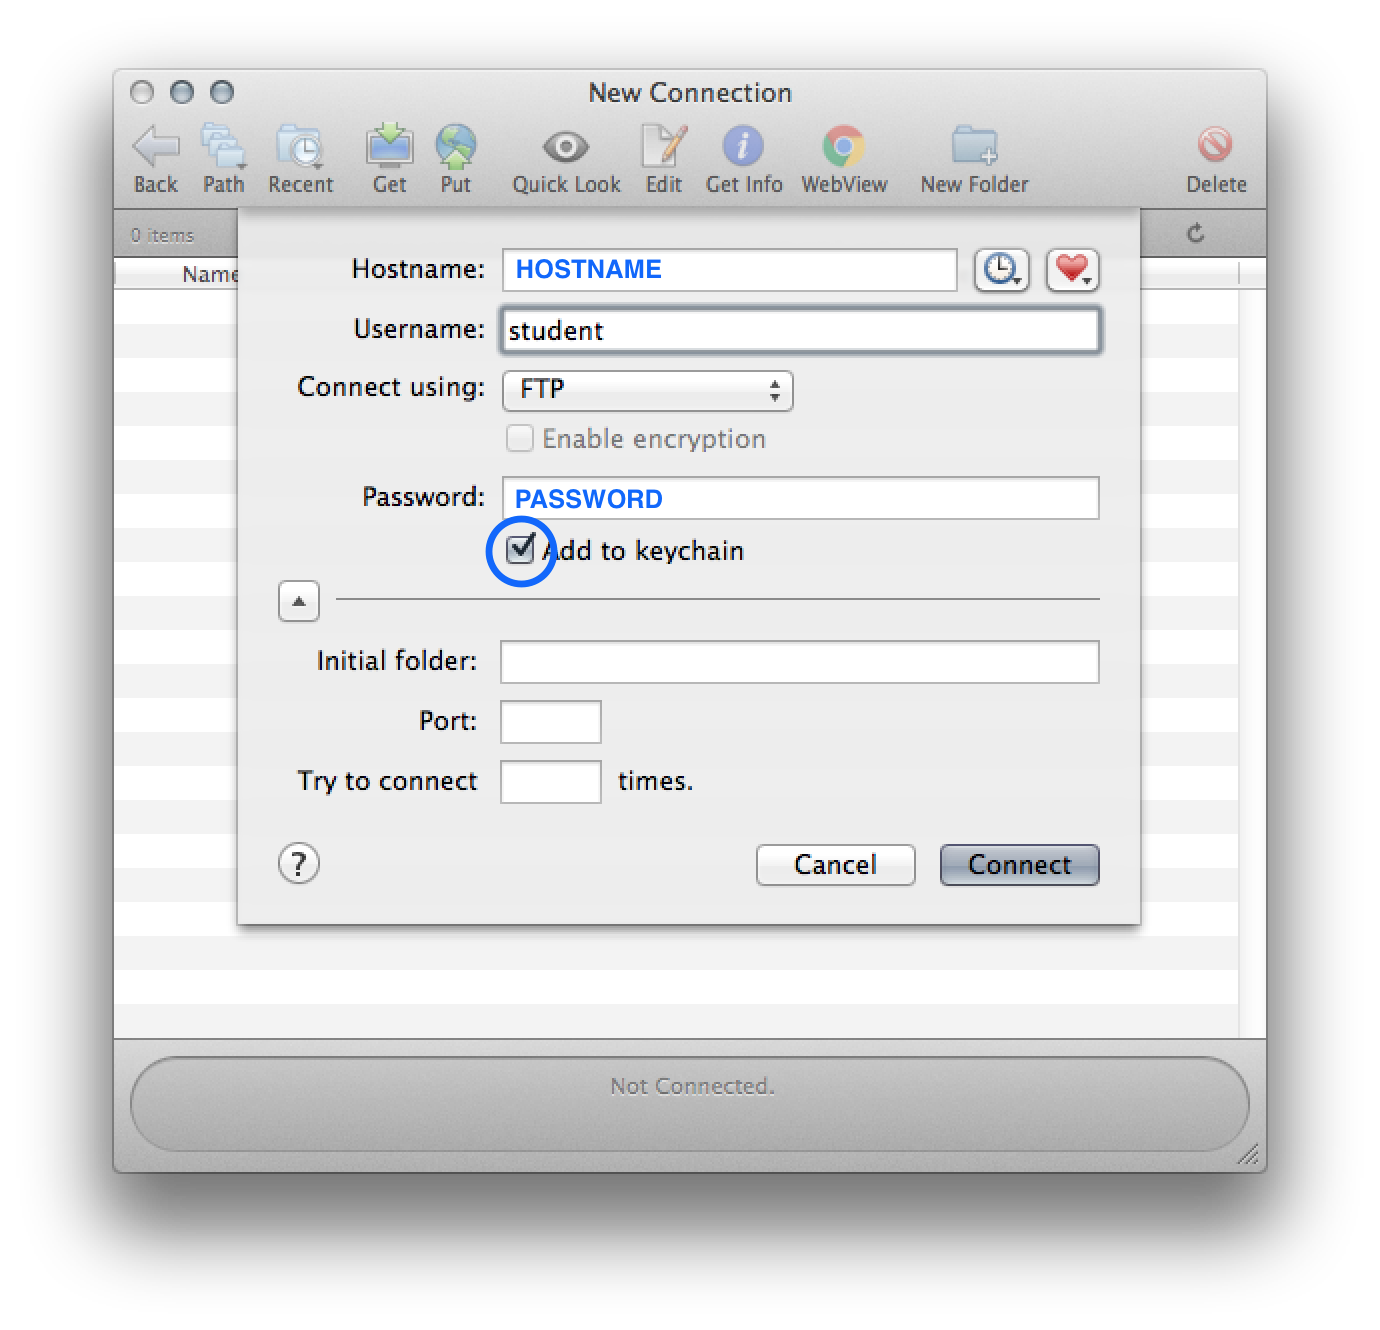 New Connection
Back Path Recent Get Put Quick Look Edit Get Info WebView New Folder Delete
0 items
Name
Hostname: HOSTNAME
Username: student
Connect using: FTP
Enable encryption
Password: PASSWORD
Add to keychain
Initial folder:
Port:
Try to connect times.
? Cancel Connect
Not Connected.